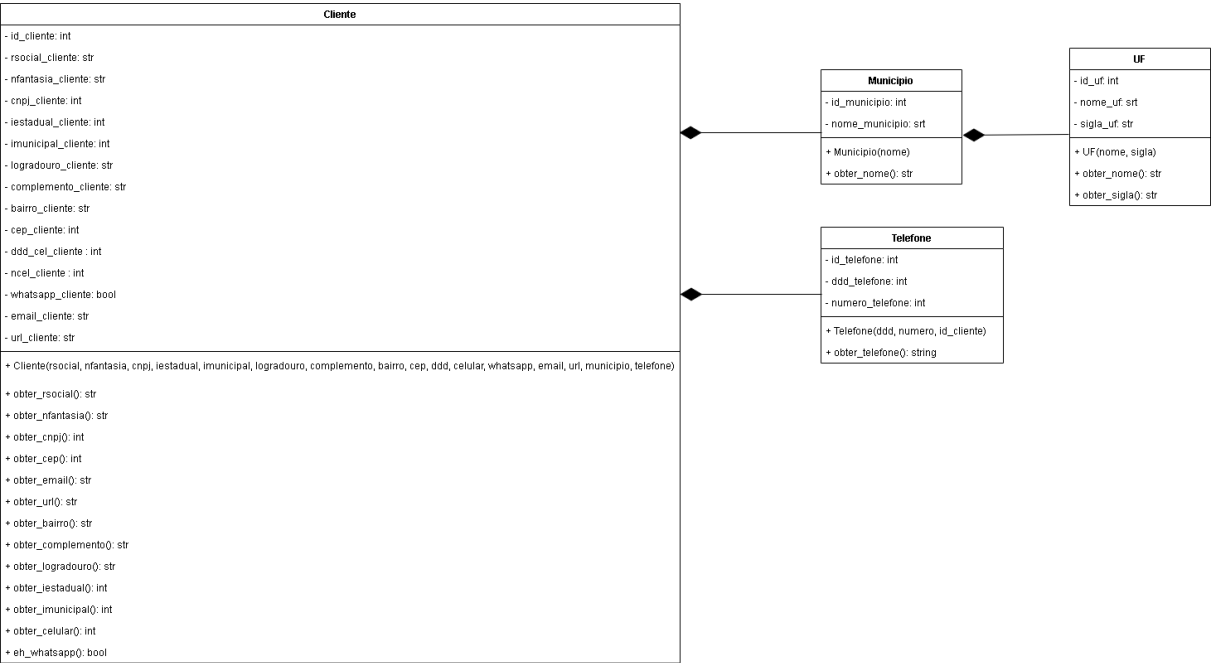 Cliente
- id_cliente: int
- rsocial_cliente: str
- nfantasia_cliente: str
- cnpj_cliente: int
- iestadual_cliente: int
- imunicipal_cliente: int
- logradouro_cliente: str
- complemento_cliente: str
- bairro_cliente: str
- cep_cliente: int
- ddd_cel_cliente : int
- ncel_cliente : int
- whatsapp_cliente: bool
- email_cliente: str
- url_cliente: str
+ Cliente(rsocial, nfantasia, cnpj, iestadual, imunicipal, logradouro, complemento, bairro, cep, ddd, celular, whatsapp, email, url, municipio, telefone)
+ obter_rsocial(): str
+ obter_nfantasia(): str
+ obter_cnpj(): int
+ obter_cep(): int
+ obter_email(): str
+ obter_url(): str
+ obter_bairro(): str
+ obter_complemento(): str
+ obter_logradouro(): str
+ obter_iestadual(): int
+ obter_imunicipal(): int
+ obter_celular(): int
+ eh_whatsapp(): bool
Municipio
- id_municipio: int
- nome_municipio: srt
+ Municipio(nome)
+ obter_nome(): str
UF
- id_uf: int
- nome_uf: srt
- sigla_uf: str
+ UF(nome, sigla)
+ obter_nome(): str
+ obter_sigla(): str
Telefone
- id_telefone: int
- ddd_telefone: int
- numero_telefone: int
+ Telefone(ddd, numero, id_cliente)
+ obter_telefone(): string